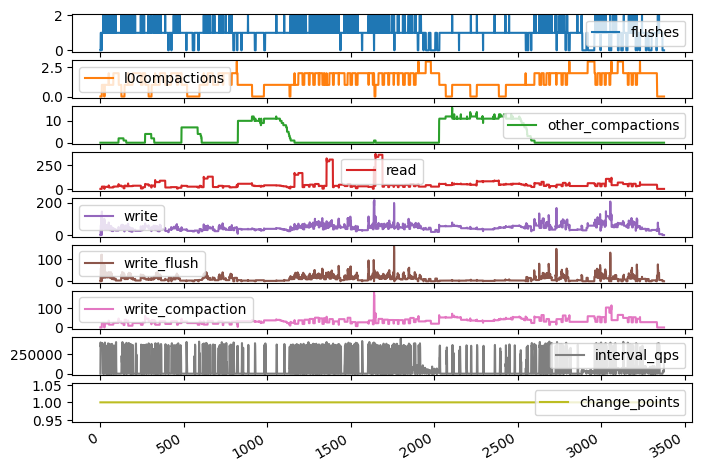 2
0
flushes
2.5
0.0
l0compactions
10
0
other_compactions
250
0
read
200
0
write
100
0
write_flush
100
0
write_compaction
250000
0
interval_qps
1.05
1.00
0.95
change_points
0 500 1000 1500 2000 2500 3000 3500